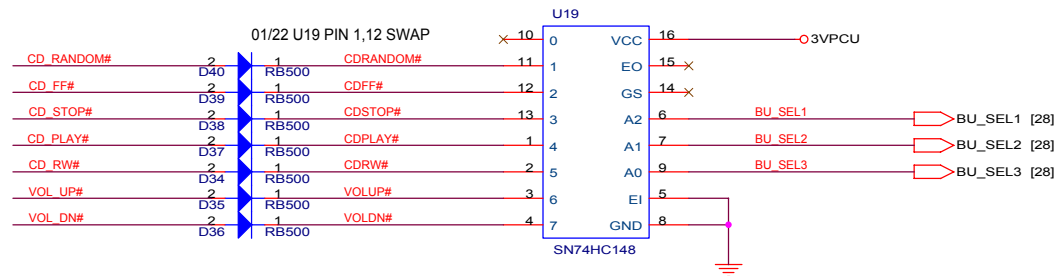 U19
01/22 U19 PIN 1,12 SWAP
10 0 VCC 16 3VPCU
CD_RANDOM# 2 D40 1 RB500 CDRANDOM# 11 1 EO 15
CD_FF# 2 D39 1 RB500 CDFF# 12 2 GS 14
CD_STOP# 2 D38 1 RB500 CDSTOP# 13 3 A2 6 BU_SEL1 BU_SEL1 [28]
CD_PLAY# 2 D37 1 RB500 CDPLAY# 1 4 A1 7 BU_SEL2 BU_SEL2 [28]
CD_RW# 2 D34 1 RB500 CDRW# 2 5 A0 9 BU_SEL3 BU_SEL3 [28]
VOL_UP# 2 D35 1 RB500 VOLUP# 3 6 EI 5
VOL_DN# 2 D36 1 RB500 VOLDN# 4 7 GND 8
SN74HC148